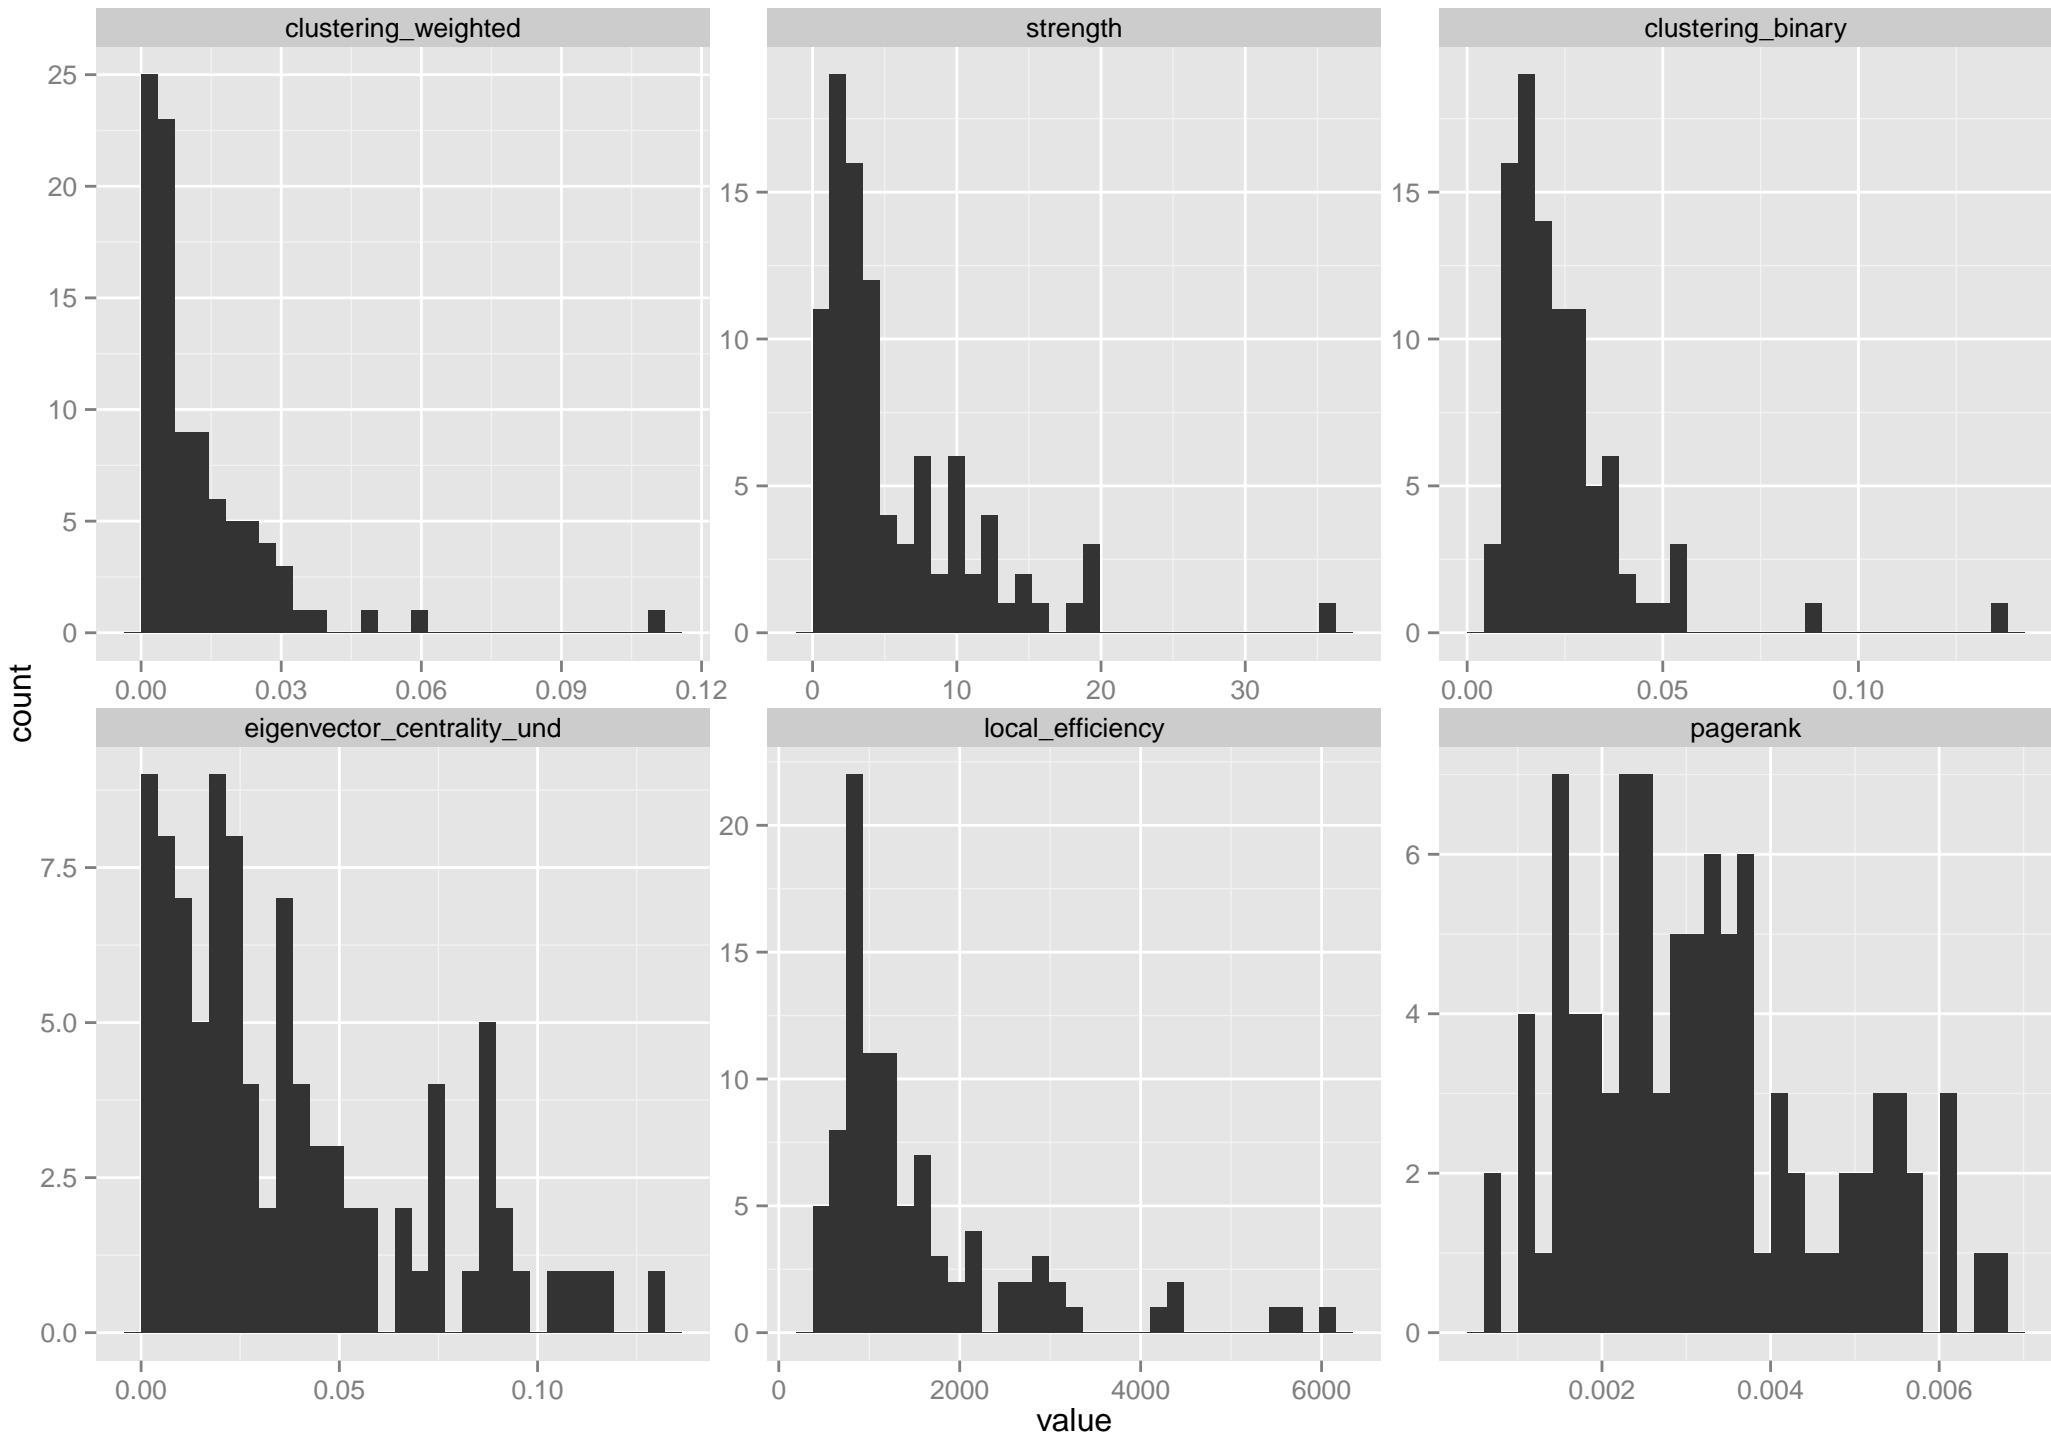 clustering_weighted
strength
clustering_binary
25
20
15
10
5
0
15
10
5
0
15
10
5
0
0.00 0.03 0.06 0.09 0.12
0 10 20 30
0.00 0.05 0.10
eigenvector_centrality_und
local_efficiency
pagerank
7.5
5.0
2.5
0.0
20
15
10
5
0
6
4
2
0
0.00 0.05 0.10
0 2000 4000 6000
0.002 0.004 0.006
count
value